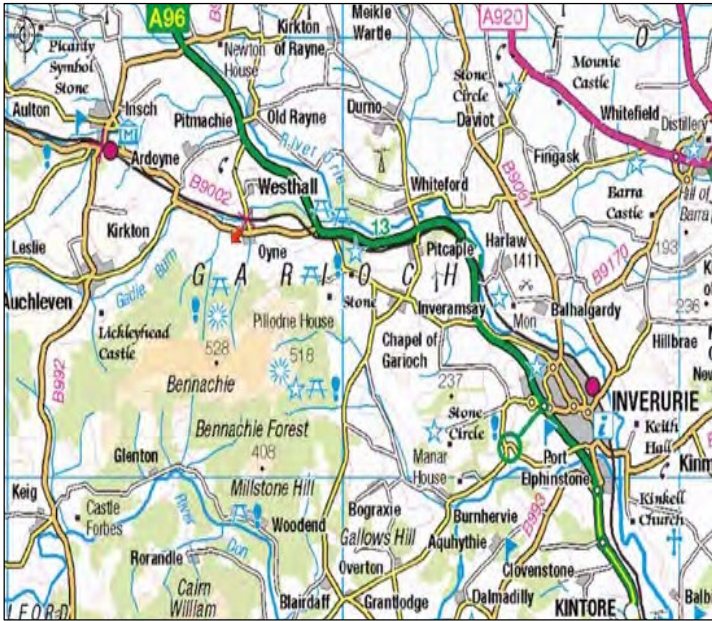 A96
Meikle
Wartle
A920
F O
Picardy
Symbol
Stone
Newton
House
Kirkton
of Rayne
Mounie
Castle
Stone
Circle
Daviot
Aulton
Insch
Pitmachie
Old Rayne
Durno
Whitefield
Distillery
M
Ardoyne
River Urie
B9001
Fingask
Westhall
B9002
Whiteford
Barra
Castle
Hall of
Barra
Leslie
Kirkton
Oyne
13
Pitcaple
Harlaw
1411
B9170
193
Gadie Burn
G A R I O C H
Auchleven
Stone
Mon
Balhalgardy
236
Lickleyhead
Castle
Pillodne House
Inveramsay
Hillbrae
528
518
Chapel of
Garioch
Bennachie
237
INVERURIE
B992
Bennachie Forest
Stone
Circle
i
Keith
Hall
408
Manar
House
Port
Elphinstone
Glenton
Millstone Hill
Keig
Castle
Forbes
River
Don
Woodend
Bograxie
Burnhervie
B993
Kinkell
Church
Gallows Hill
Aquhythie
Rorandle
Overton
Clovenstone
Cairn
William
Blairdaff
Grantlodge
Dalmadilly
KINTORE